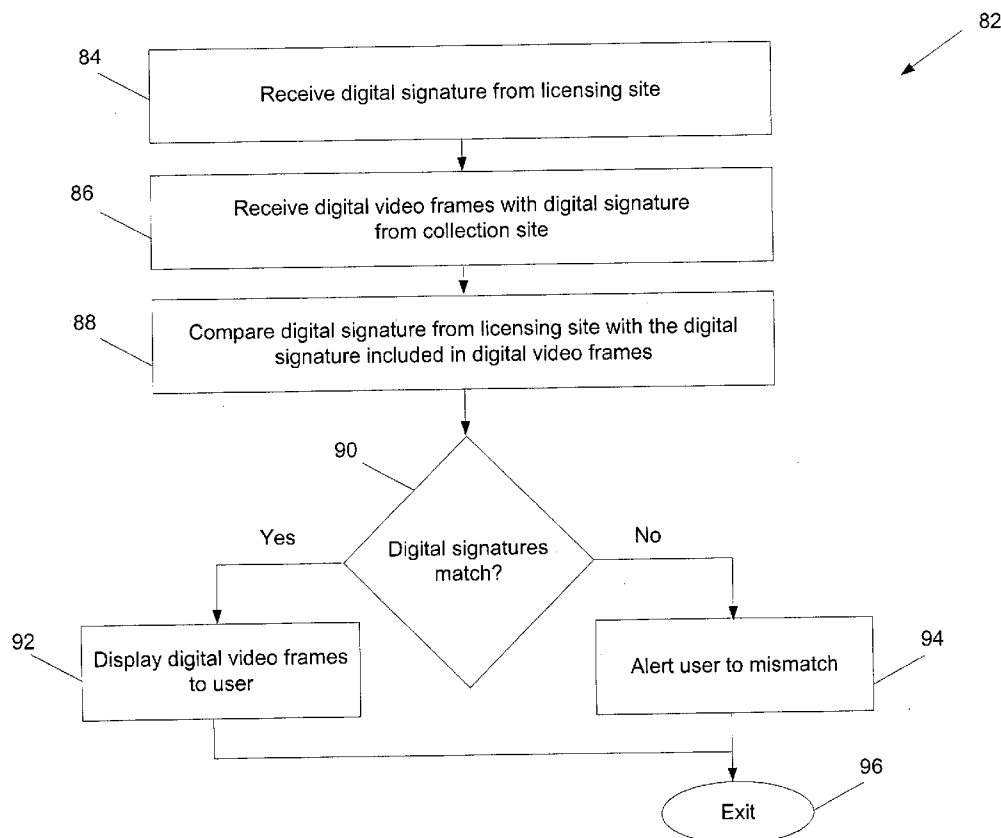 82
84
Receive digital signature from licensing site
86
Receive digital video frames with digital signature
from collection site
88
Compare digital signature from licensing site with the digital
signature included in digital video frames
90
Yes
No
Digital signatures
match?
92
Display digital video frames
to user
94
Alert user to mismatch
96
Exit